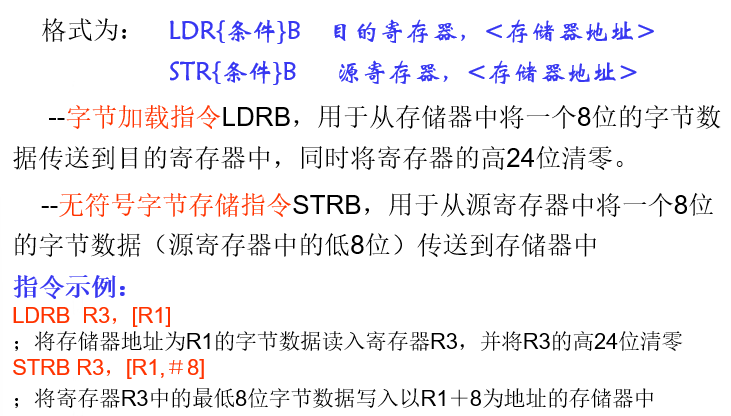 格式为： LDR{条件}B 目的寄存器，<存储器地址>
STR{条件}B 源寄存器，<存储器地址>
--字节加载指令LDRB，用于从存储器中将一个8位的字节数
据传送到目的寄存器中，同时将寄存器的高24位清零。
--无符号字节存储指令STRB，用于从源寄存器中将一个8位
的字节数据（源寄存器中的低8位）传送到存储器中
指令示例：
LDRB R3，[R1]
；将存储器地址为R1的字节数据读入寄存器R3，并将R3的高24位清零
STRB R3，[R1,＃8]
；将寄存器R3中的最低8位字节数据写入以R1＋8为地址的存储器中